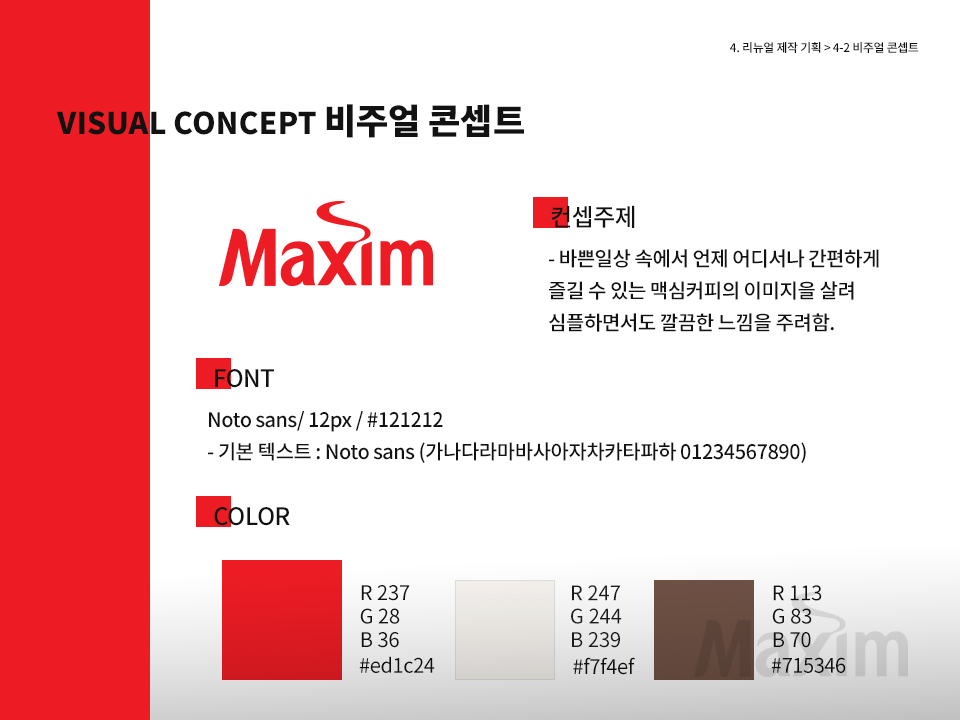 4. 리뉴얼 제작 기획 > 4-2 비주얼 콘셉트
VISUAL CONCEPT 비주얼 콘셉트
Maxim
컨셉주제
- 바쁜일상 속에서 언제 어디서나 간편하게
즐길 수 있는 맥심커피의 이미지을 살려
심플하면서도 깔끔한 느낌을 주려함.
FONT
Noto sans/ 12px / #121212
- 기본 텍스트 : Noto sans (가나다라마바사아자차카타파하 01234567890)
COLOR
R 237
G 28
B 36
#ed1c24
R 247
G 244
B 239
#f7f4ef
R 113
G 83
B 70
#715346
Maxim